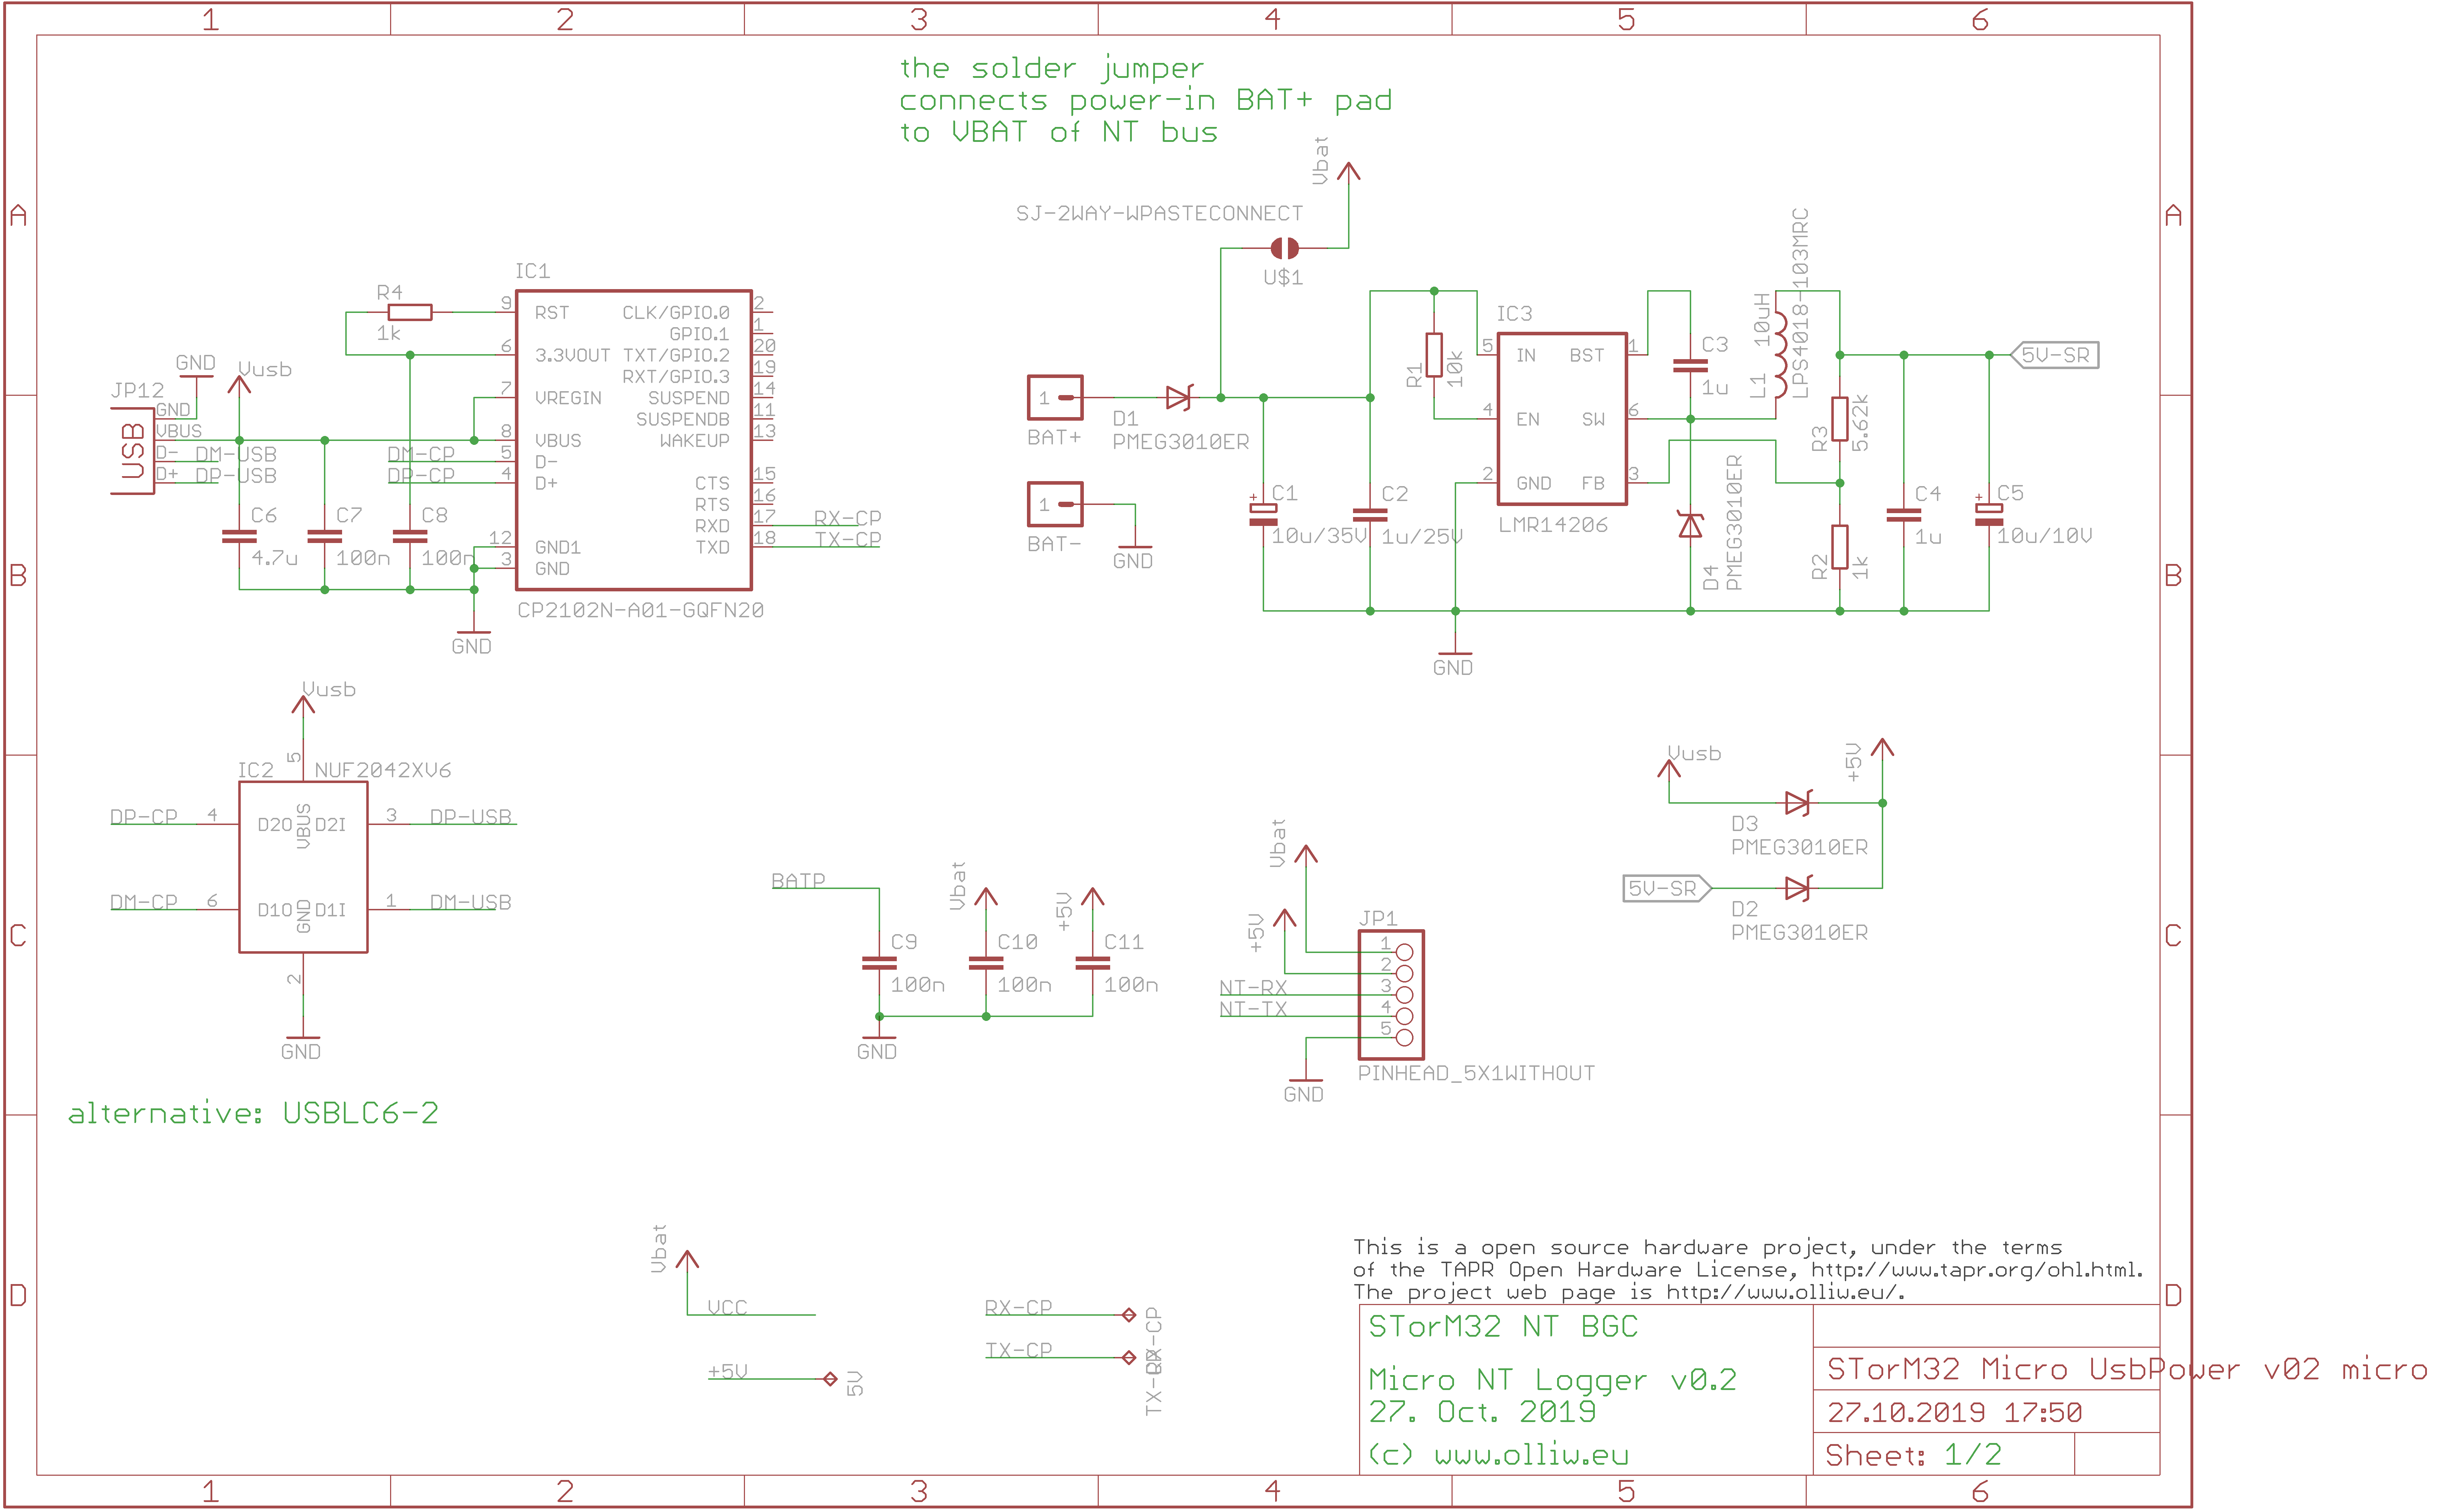 1 2 3 4 5 6
the solder jumper
connects power-in BAT+ pad
to VBAT of NT bus
A
A
Vbat
SJ-2WAY-WPASTECONNECT
U$1
IC1
R4
1k
9 RST
6 3.3VOUT
7 VREGIN
8 VBUS
5 D-
4 D+
12 GND1
3 GND
CLK/GPIO.0 2
GPIO.1 1
TXT/GPIO.2 20
RXT/GPIO.3 19
SUSPEND 14
SUSPENDB 11
WAKEUP 13
CTS 15
RTS 16
RXD 17
TXD 18
RX-CP
TX-CP
CP2102N-A01-GQFN20
GND
Vusb
JP12
USB
GND
VBUS
D- DM-USB
D+ DP-USB
DM-CP
DP-CP
C6
4.7u
C7
100n
C8
100n
GND
1
BAT+
D1
PMEG3010ER
1
BAT-
GND
C1
+
10u/35V
C2
1u/25V
R1
10k
IC3
5 IN BST 1
4 EN SW 6
2 GND FB 3
LMR14206
GND
C3
1u
L1
10uH
LPS4018-103MRC
D4
PMEG3010ER
R3
5.62k
R2
1k
C4
1u
C5
+
10u/10V
5V-SR
B
B
Vusb
IC2 NUF2042XV6
5
DP-CP 4 D2O VBUS D2I 3 DP-USB
DM-CP 6 D1O GND D1I 1 DM-USB
2
GND
alternative: USBLC6-2
BATP
Vbat
+5V
C9
100n
C10
100n
C11
100n
GND
Vbat
+5V
JP1
1
2
NT-RX 3
NT-TX 4
5
GND
PINHEAD_5X1WITHOUT
Vusb
+5V
D3
PMEG3010ER
5V-SR
D2
PMEG3010ER
C
C
Vbat
VCC
+5V
5V
RX-CP
RX-CP
TX-CP
TX-CP
D
D
This is a open source hardware project, under the terms
of the TAPR Open Hardware License, http://www.tapr.org/ohl.html.
The project web page is http://www.olliw.eu/.
STorM32 NT BGC
Micro NT Logger v0.2
27. Oct. 2019
(c) www.olliw.eu
STorM32 Micro UsbPower v02 micro
27.10.2019 17:50
Sheet: 1/2
1 2 3 4 5 6